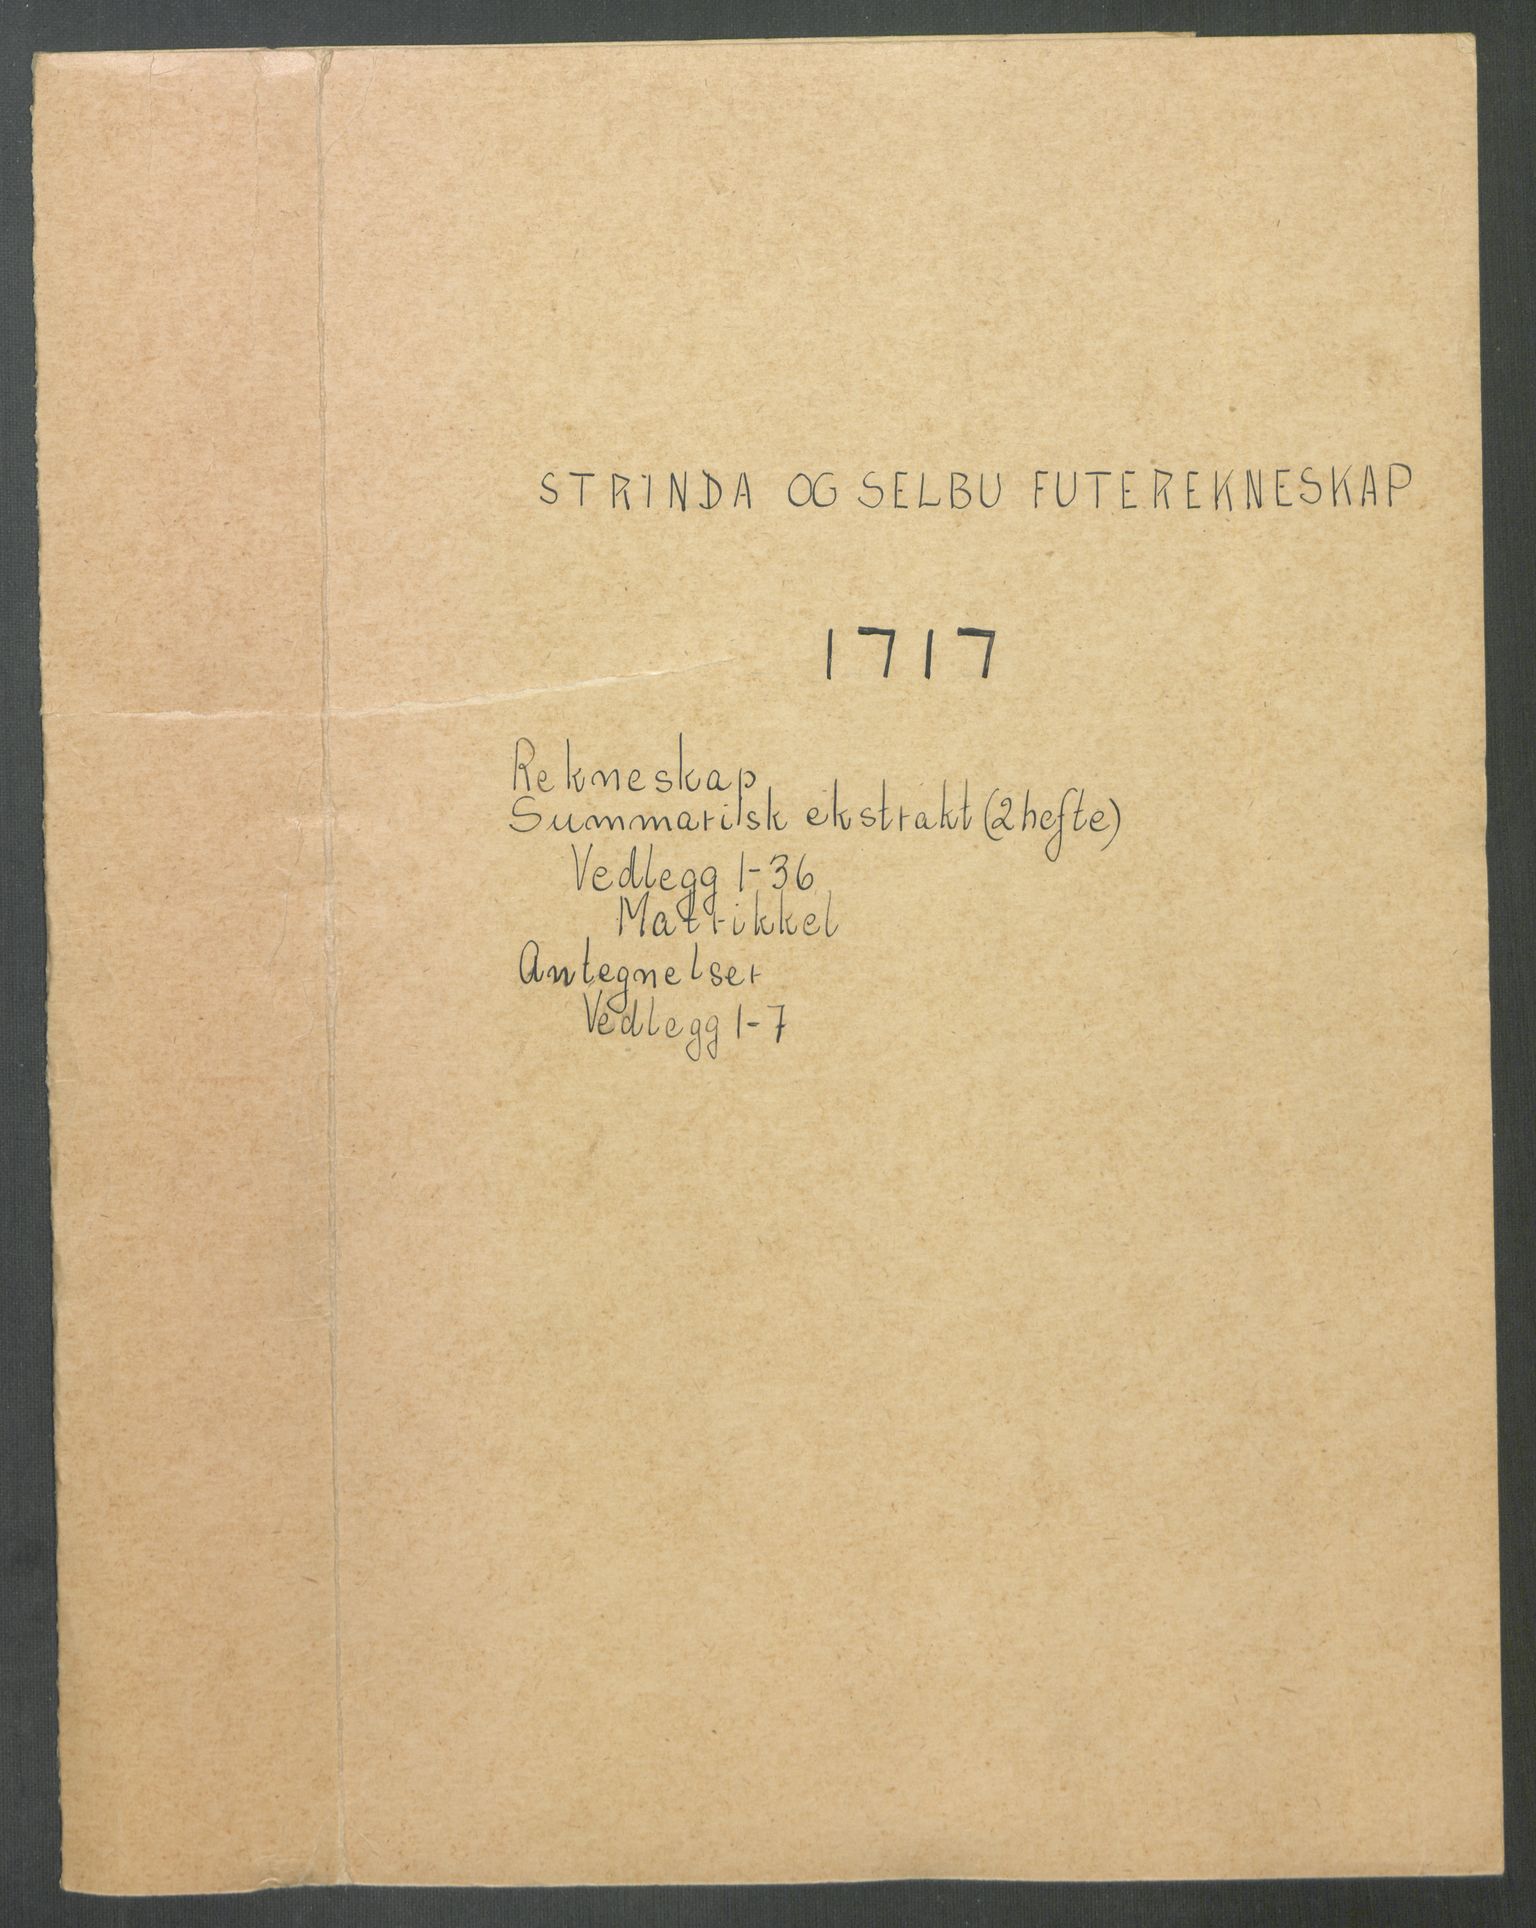 STRINDA OG SELBU FUTEREKNESKAP
1717
Rekneskap
Summarisk ekstrakt (2 hefte)
Vedlegg 1-36
Matrikkel
Antegnelser
Vedlegg 1-7